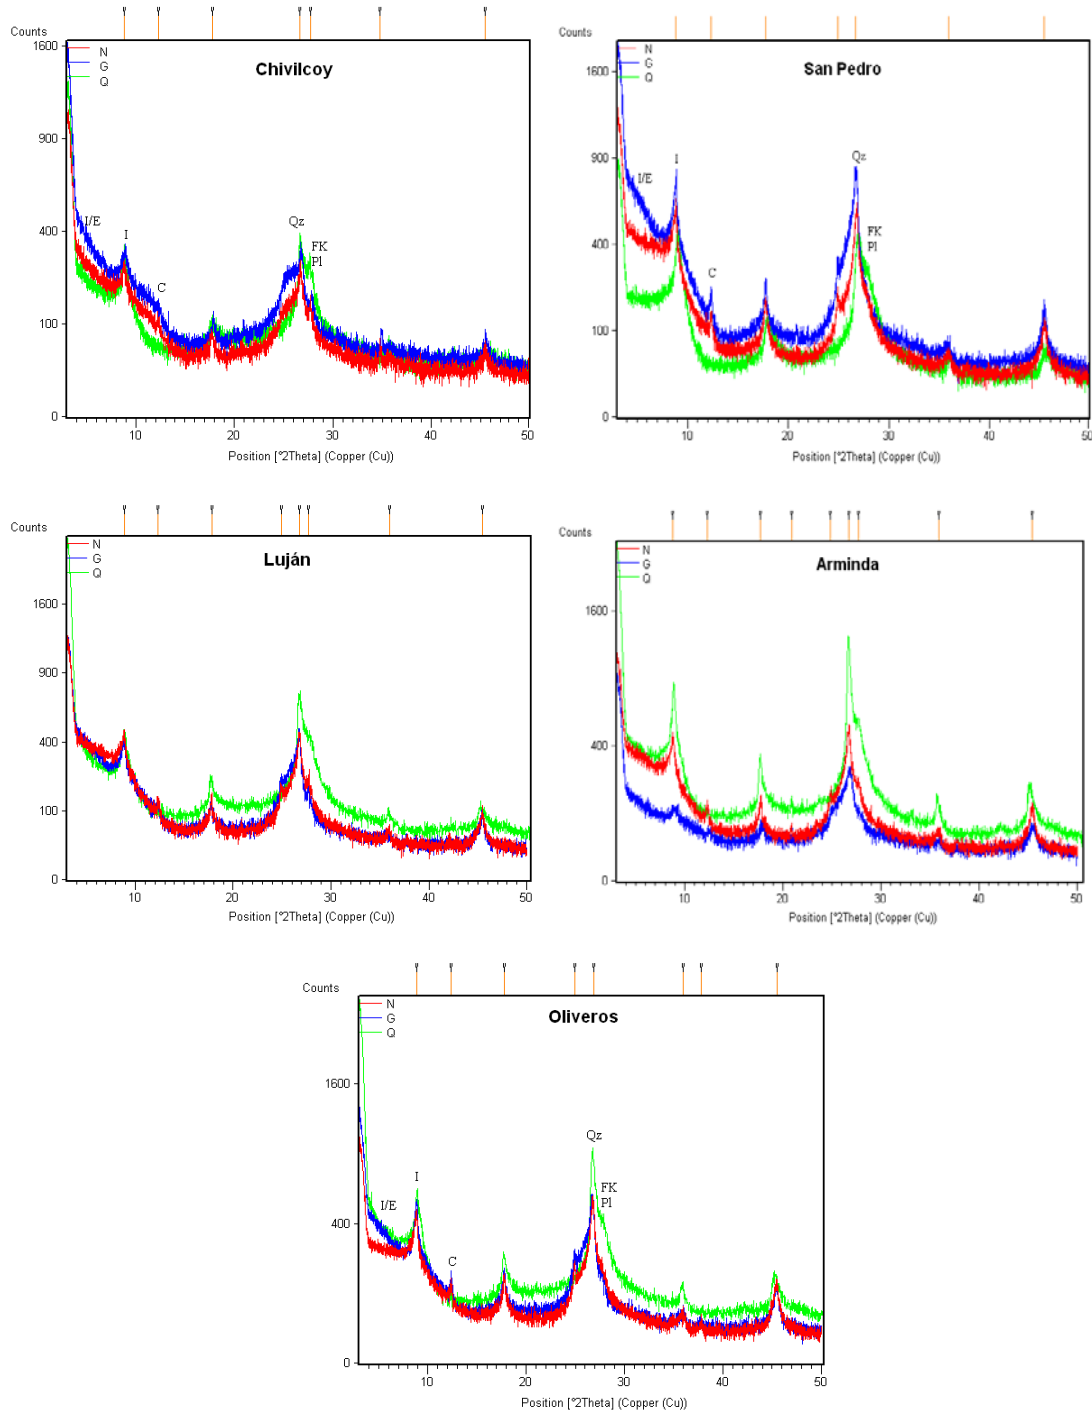 Counts
1600
900
400
100
0
N
G
Q
Chivilcoy
I/E
I
C
Qz
FK
Pl
10 20 30 40 50
Position [°2Theta] (Copper (Cu))
Counts
1600
900
400
100
0
N
G
Q
San Pedro
I/E
I
C
Qz
FK
Pl
10 20 30 40 50
Position [°2Theta] (Copper (Cu))
Counts
1600
900
400
100
0
N
G
Q
Luján
10 20 30 40 50
Position [°2Theta] (Copper (Cu))
Counts
1600
400
0
N
G
Q
Arminda
10 20 30 40 50
Position [°2Theta] (Copper (Cu))
Counts
1600
400
0
N
G
Q
Oliveros
I/E
I
C
Qz
FK
Pl
10 20 30 40 50
Position [°2Theta] (Copper (Cu))